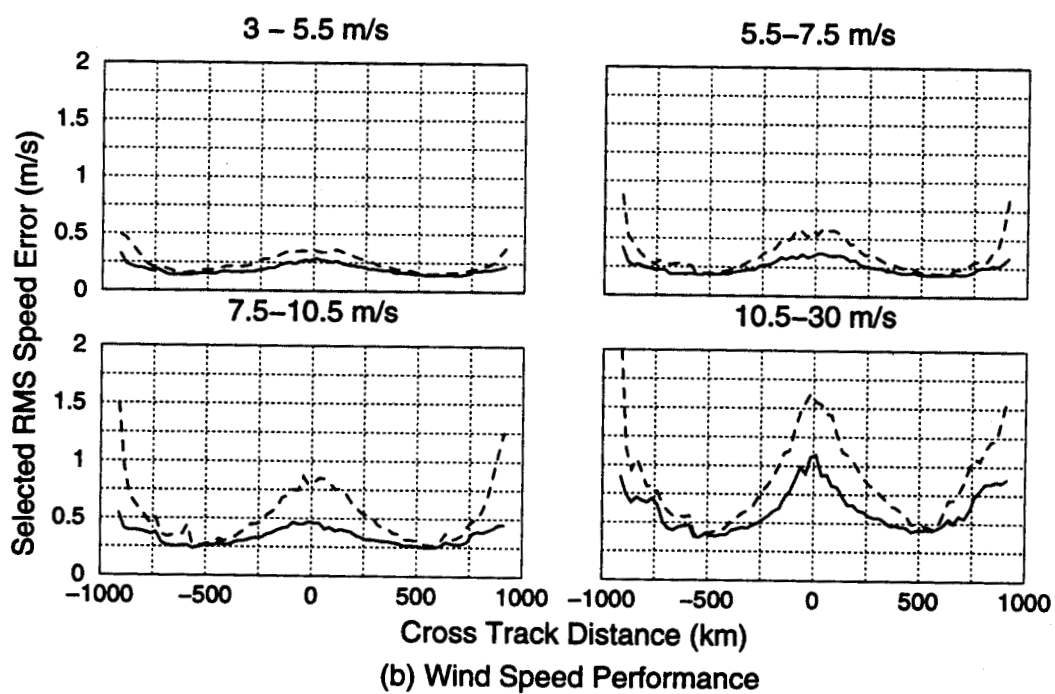 3 – 5.5 m/s
5.5–7.5 m/s
2
1.5
1
0.5
0
7.5–10.5 m/s
10.5–30 m/s
2
1.5
1
0.5
0
Selected RMS Speed Error (m/s)
−1000 −500 0 500 1000 −1000 −500 0 500 1000
Cross Track Distance (km)
(b) Wind Speed Performance